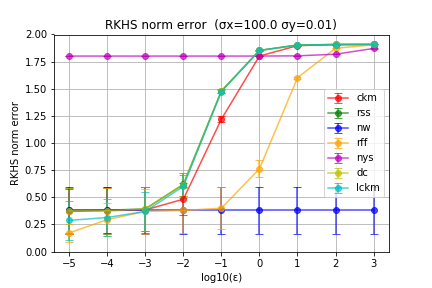 RKHS norm error (σx=100.0 σy=0.01)
2.00
1.75
1.50
1.25
1.00
0.75
0.50
0.25
0.00
RKHS norm error
ckm
rss
nw
rff
nys
dc
lckm
−5 −4 −3 −2 −1 0 1 2 3
log10(ε)